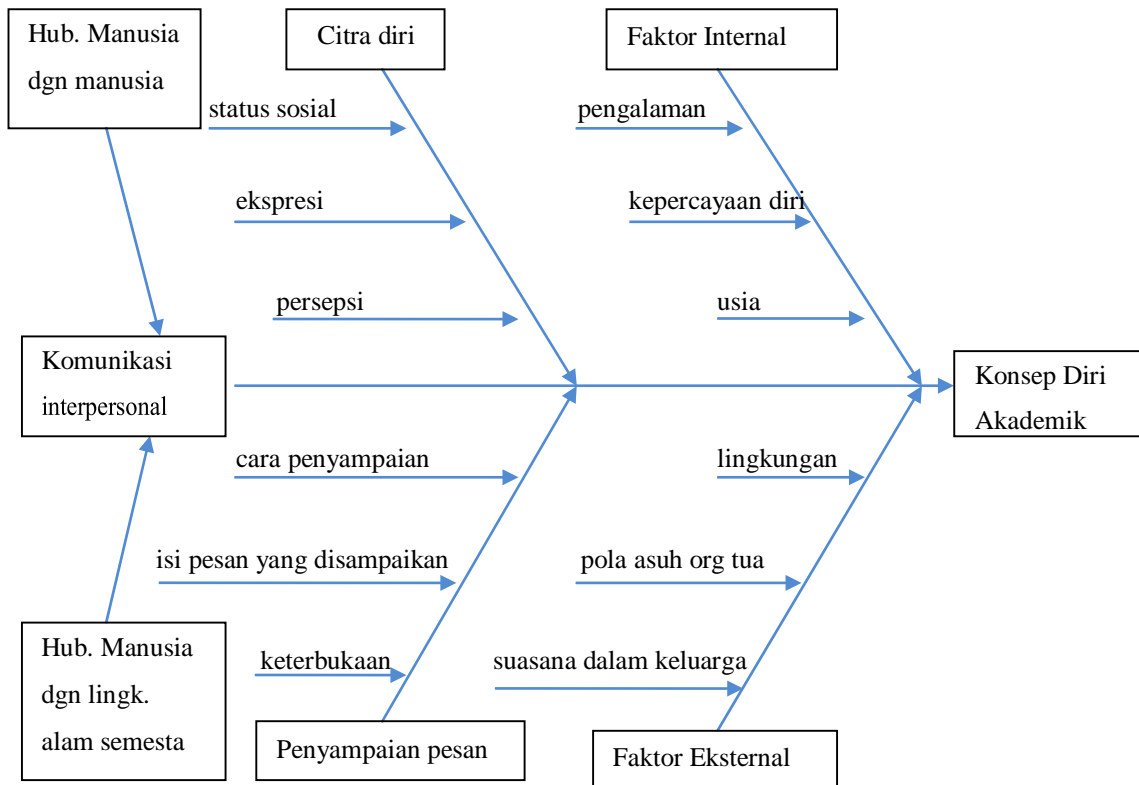 Hub. Manusia
dgn manusia
Citra diri
Faktor Internal
status sosial
pengalaman
ekspresi
kepercayaan diri
persepsi
usia
Komunikasi
interpersonal
Konsep Diri
Akademik
cara penyampaian
lingkungan
isi pesan yang disampaikan
pola asuh org tua
keterbukaan
suasana dalam keluarga
Hub. Manusia
dgn lingk.
alam semesta
Penyampaian pesan
Faktor Eksternal